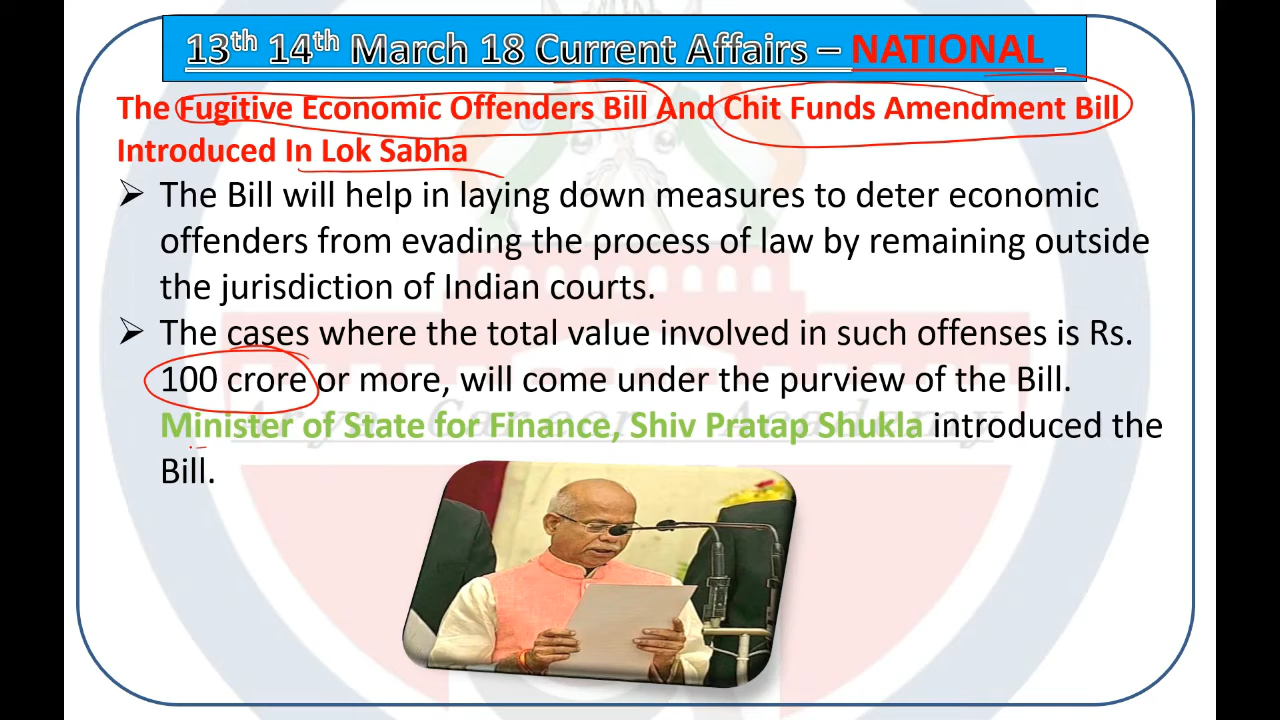 13th 14th March 18 Current Affairs – NATIONAL
The Fugitive Economic Offenders Bill And Chit Funds Amendment Bill
Introduced In Lok Sabha
➢ The Bill will help in laying down measures to deter economic
offenders from evading the process of law by remaining outside
the jurisdiction of Indian courts.
➢ The cases where the total value involved in such offenses is Rs.
100 crore or more, will come under the purview of the Bill.
Minister of State for Finance, Shiv Pratap Shukla introduced the
Bill.